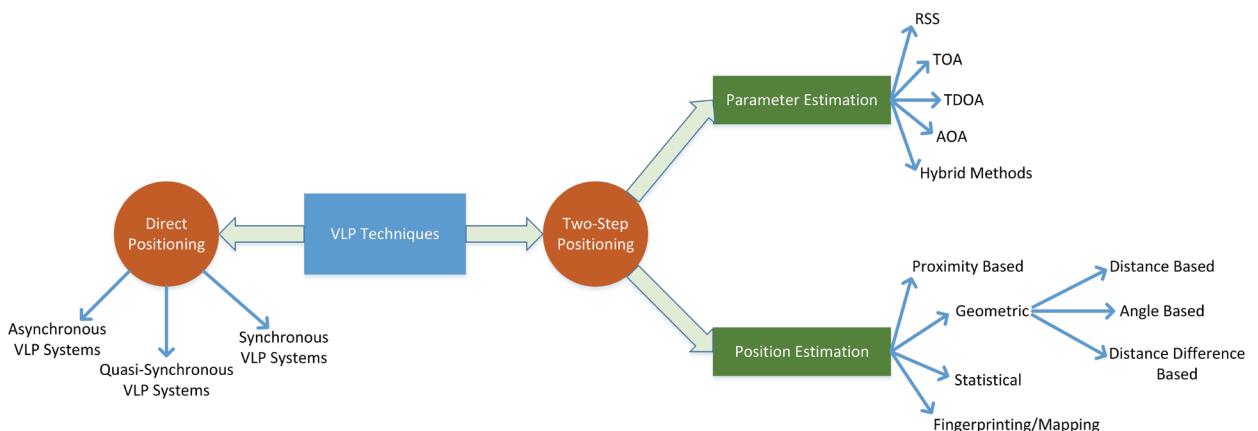 RSS
TOA
Parameter Estimation
TDOA
AOA
Hybrid Methods
Direct
Positioning
VLP Techniques
Two-Step
Positioning
Proximity Based
Distance Based
Geometric
Angle Based
Asynchronous
VLP Systems
Synchronous
VLP Systems
Quasi-Synchronous
VLP Systems
Position Estimation
Distance Difference
Based
Statistical
Fingerprinting/Mapping